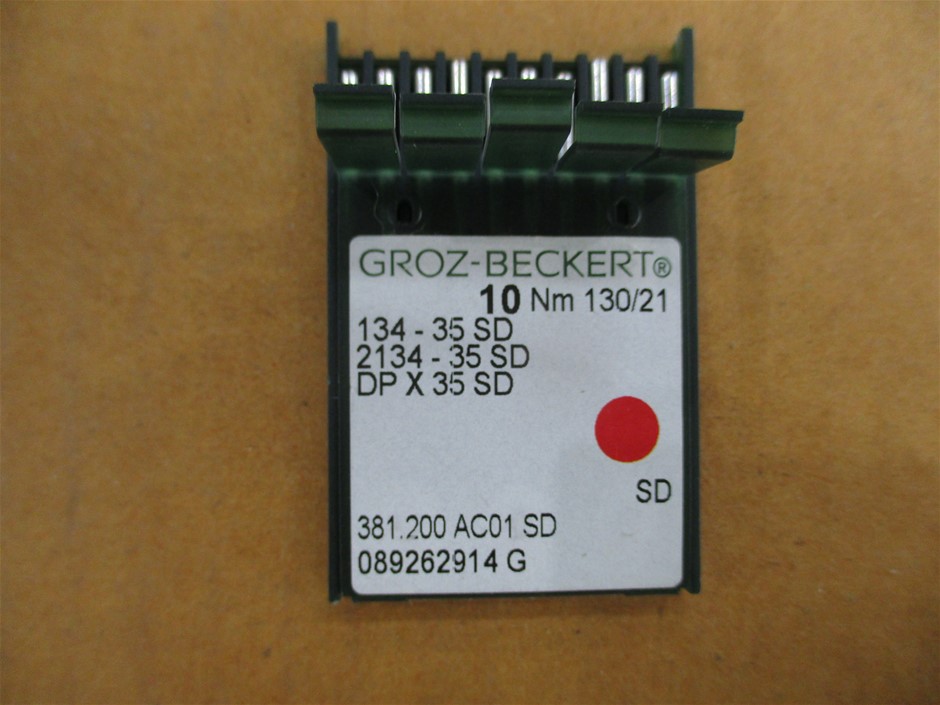 GROZ-BECKERT®
10 Nm 130/21
134 - 35 SD
2134 - 35 SD
DP X 35 SD
SD
381.200 AC01 SD
089262914 G